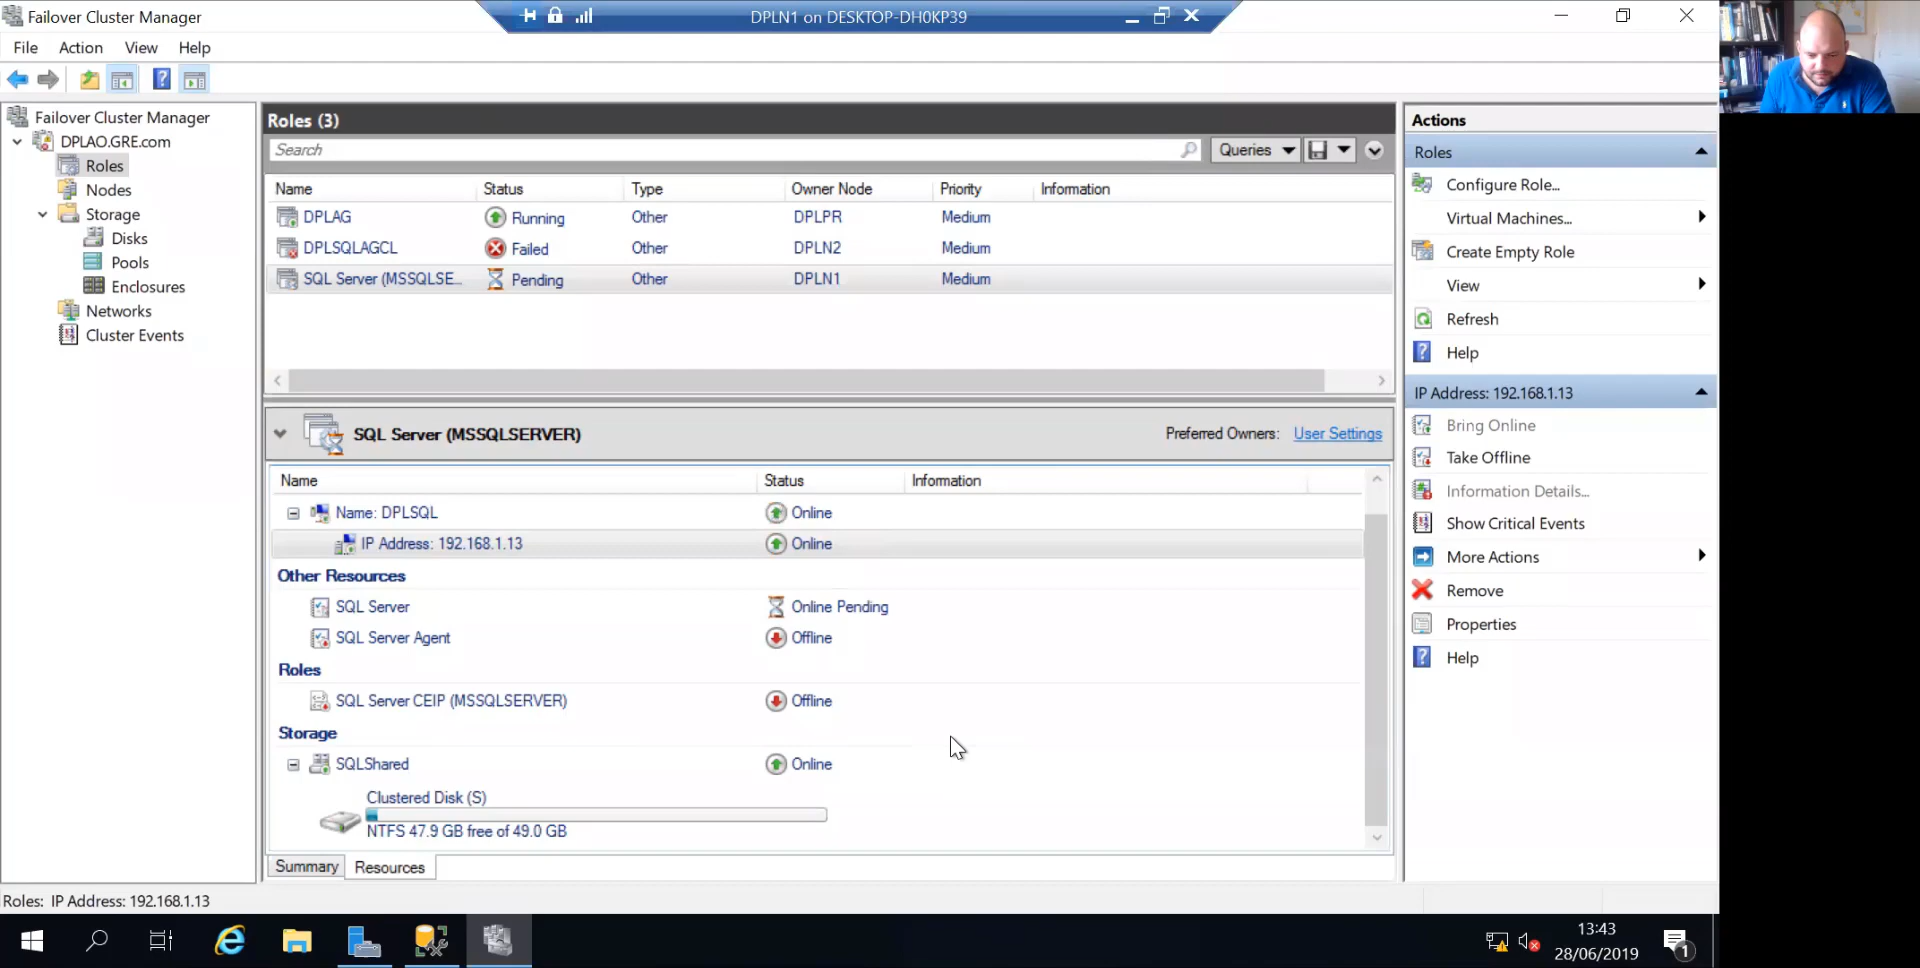 Failover Cluster Manager
DPLN1 on DESKTOP-DH0KP39
File Action View Help
Failover Cluster Manager
DPLAO.GRE.com
Roles
Nodes
Storage
Disks
Pools
Enclosures
Networks
Cluster Events
Roles (3)
Search
Queries
Name Status Type Owner Node Priority Information
DPLAG Running Other DPLPR Medium
DPLSQLAGCL Failed Other DPLN2 Medium
SQL Server (MSSQLSE... Pending Other DPLN1 Medium
SQL Server (MSSQLSERVER)
Preferred Owners: User Settings
Name Status Information
Name: DPLSQL Online
IP Address: 192.168.1.13 Online
Other Resources
SQL Server Online Pending
SQL Server Agent Offline
Roles
SQL Server CEIP (MSSQLSERVER) Offline
Storage
SQLShared Online
Clustered Disk (S)
NTFS 47.9 GB free of 49.0 GB
Summary Resources
Actions
Roles
Configure Role...
Virtual Machines...
Create Empty Role
View
Refresh
Help
IP Address: 192.168.1.13
Bring Online
Take Offline
Information Details...
Show Critical Events
More Actions
Remove
Properties
Help
Roles: IP Address: 192.168.1.13
13:43
28/06/2019
1